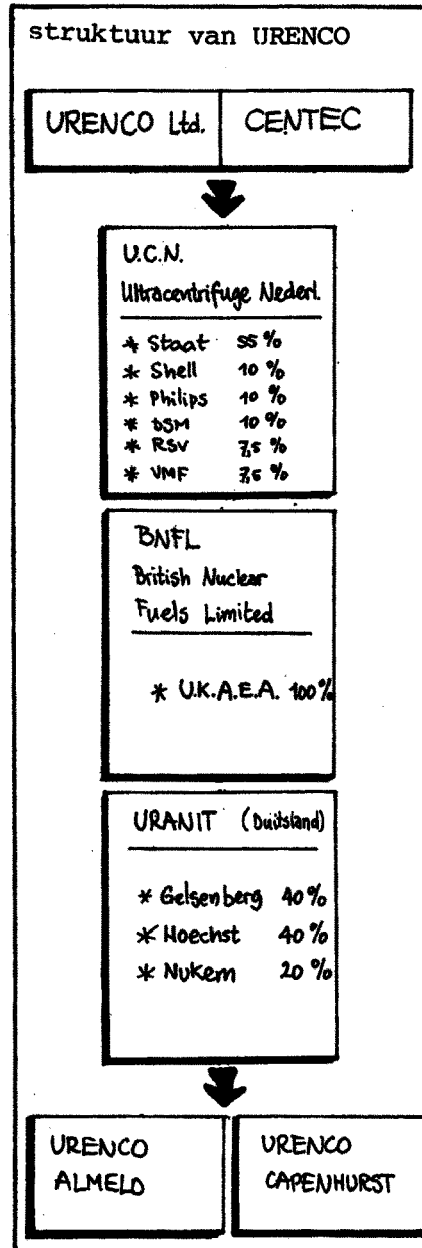 struktuur van URENCO
URENCO Ltd. CENTEC
U.C.N.
Ultracentrifuge Nederl.
* Staat 55 %
* Shell 10 %
* Philips 10 %
* DSM 10 %
* RSV 7,5 %
* VMF 7,5 %
BNFL
British Nuclear
Fuels Limited
* U.K.A.E.A. 100%
URANIT (Duitsland)
* Gelsenberg 40%
* Hoechst 40%
* Nukem 20%
URENCO
ALMELO
URENCO
CAPENHURST